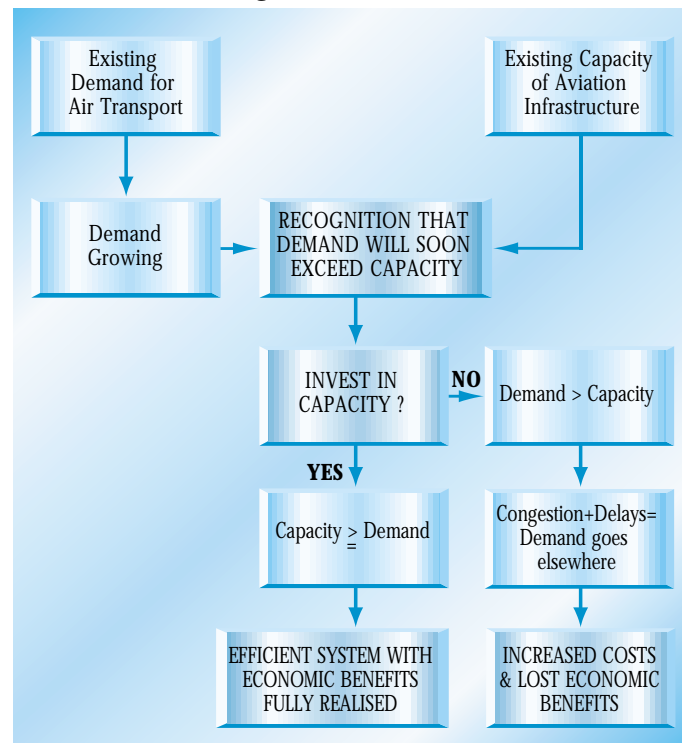 Existing
Demand for
Air Transport
Existing Capacity
of Aviation
Infrastructure
Demand
Growing
RECOGNITION THAT
DEMAND WILL SOON
EXCEED CAPACITY
INVEST IN
CAPACITY ?
NO
Demand > Capacity
YES
Capacity ≥ Demand
Congestion+Delays=
Demand goes
elsewhere
EFFICIENT SYSTEM WITH
ECONOMIC BENEFITS
FULLY REALISED
INCREASED COSTS
& LOST ECONOMIC
BENEFITS